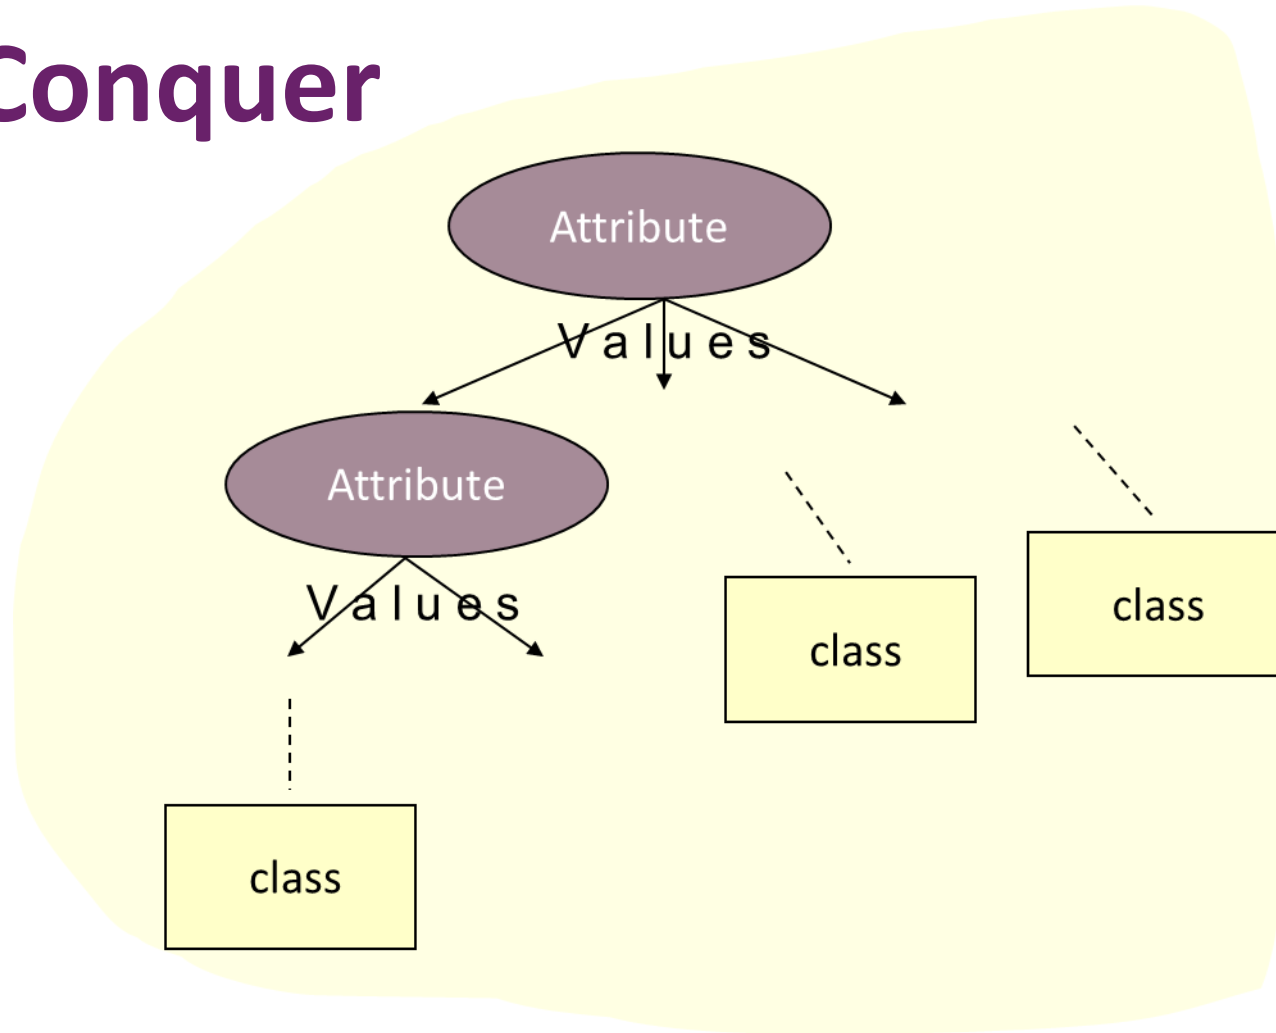 Conquer
Attribute
Values
Attribute
Values
class
class
class